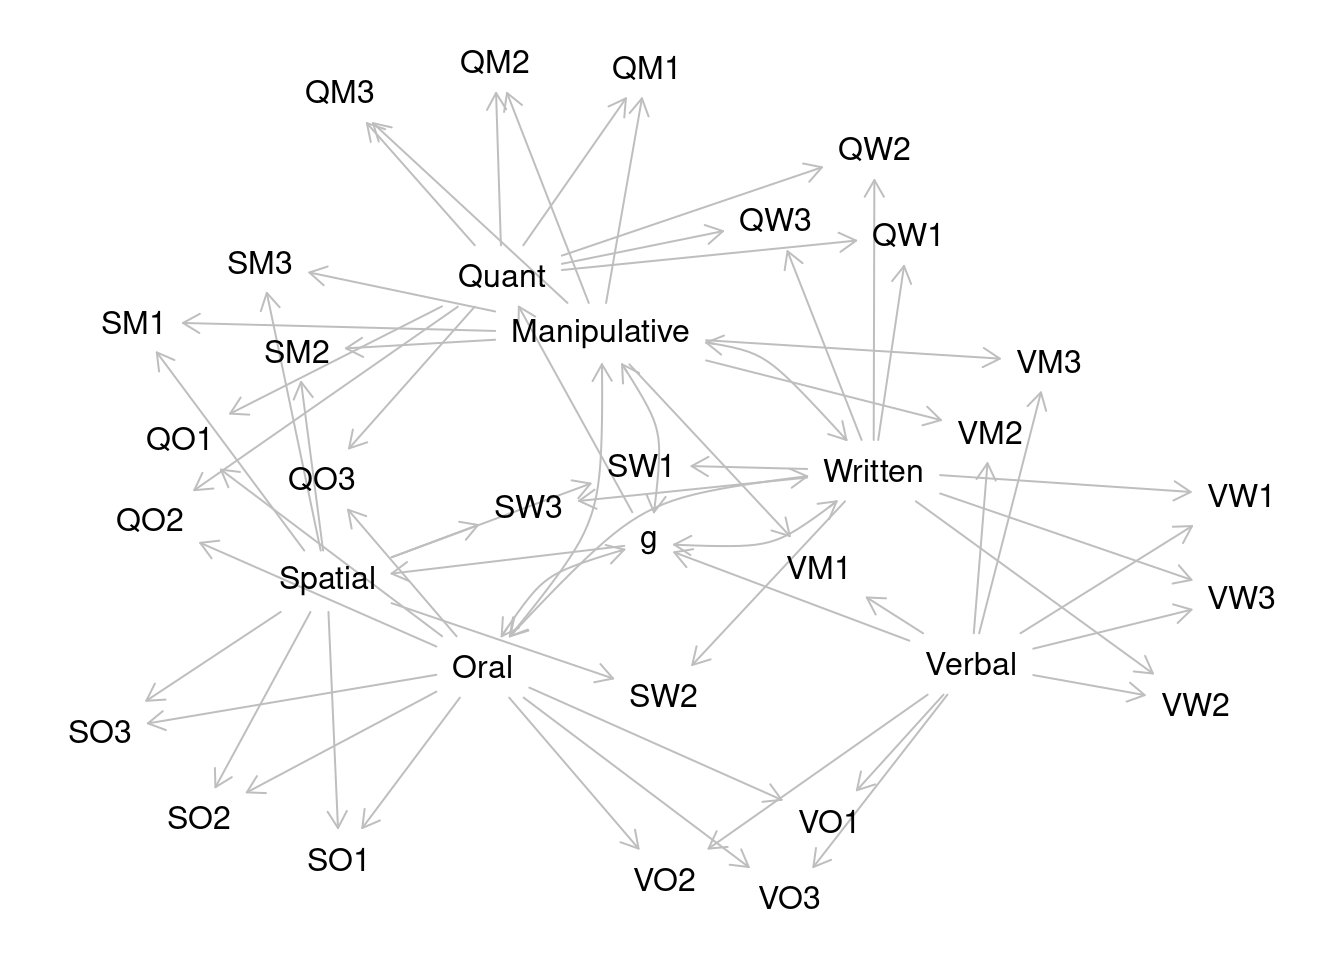 QM2
QM1
QM3
QW2
QW3
QW1
SM3
Quant
SM1
Manipulative
SM2
VM3
QO1
VM2
SW1
Written
QO3
VW1
SW3
QO2
g
VM1
Spatial
VW3
Oral
Verbal
SW2
VW2
SO3
SO2
VO1
SO1
VO2
VO3